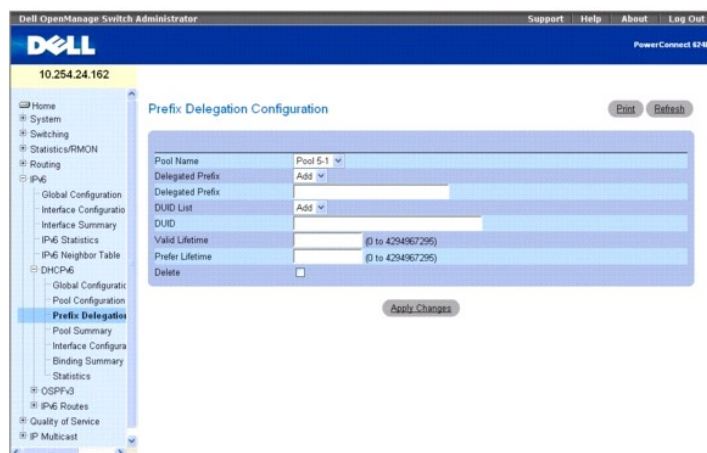 Dell OpenManage Switch Administrator
Support Help About Log Out
DELL
PowerConnect 624
10.254.24.162
Home
System
Switching
Statistics/RMON
Routing
IPv6
Global Configuration
Interface Configuratio
Interface Summary
IPv6 Statistics
IPv6 Neighbor Table
DHCPv6
Global Configuratic
Pool Configuration
Prefix Delegation
Pool Summary
Interface Configura
Binding Summary
Statistics
OSPFv3
IPv6 Routes
Quality of Service
IP Multicast
Prefix Delegation Configuration
Print Refresh
Pool Name Pool 5-1
Delegated Prefix Add
Delegated Prefix
DUID List Add
DUID
Valid Lifetime (0 to 4294967295)
Prefer Lifetime (0 to 4294967295)
Delete
Apply Changes